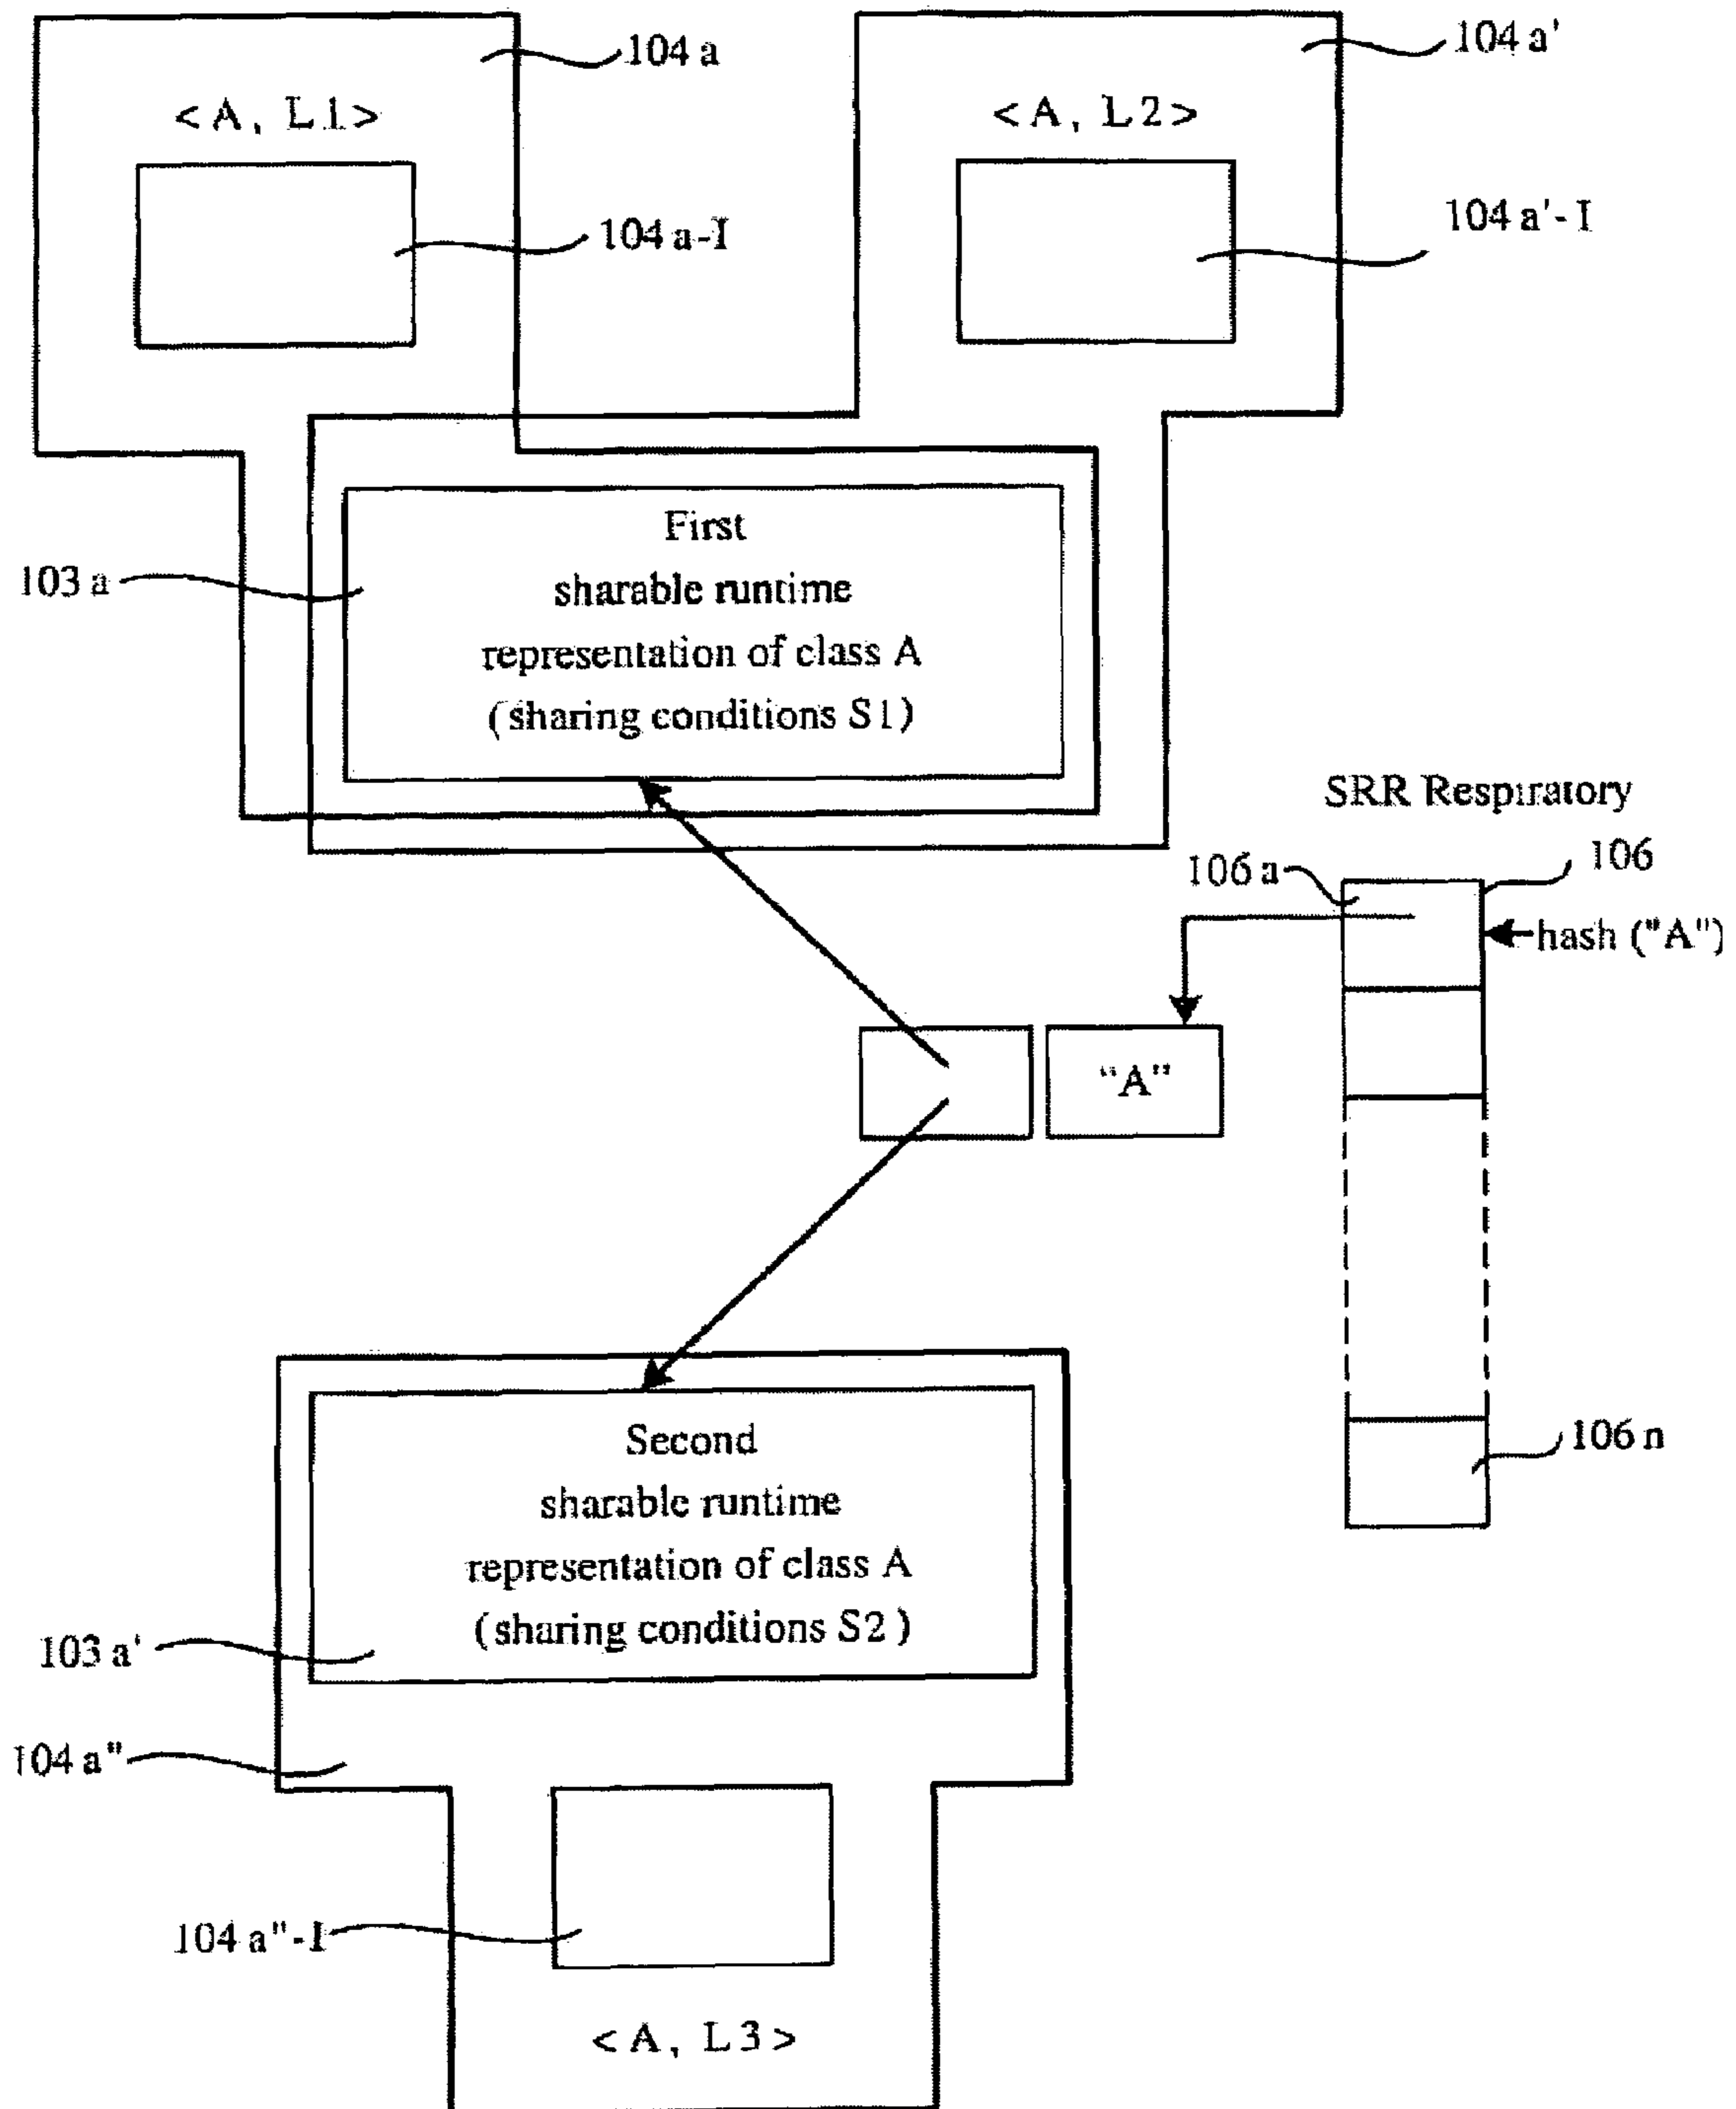 104 a
104 a'
< A, L1 >
< A, L2 >
104 a-I
104 a'- I
First
103 a
sharable runtime
representation of class A
(sharing conditions S1)
SRR Respiratory
106 a
106
hash ("A")
"A"
106 n
Second
sharable runtime
representation of class A
(sharing conditions S2)
103 a'
104 a"
104 a"-I
< A, L3 >